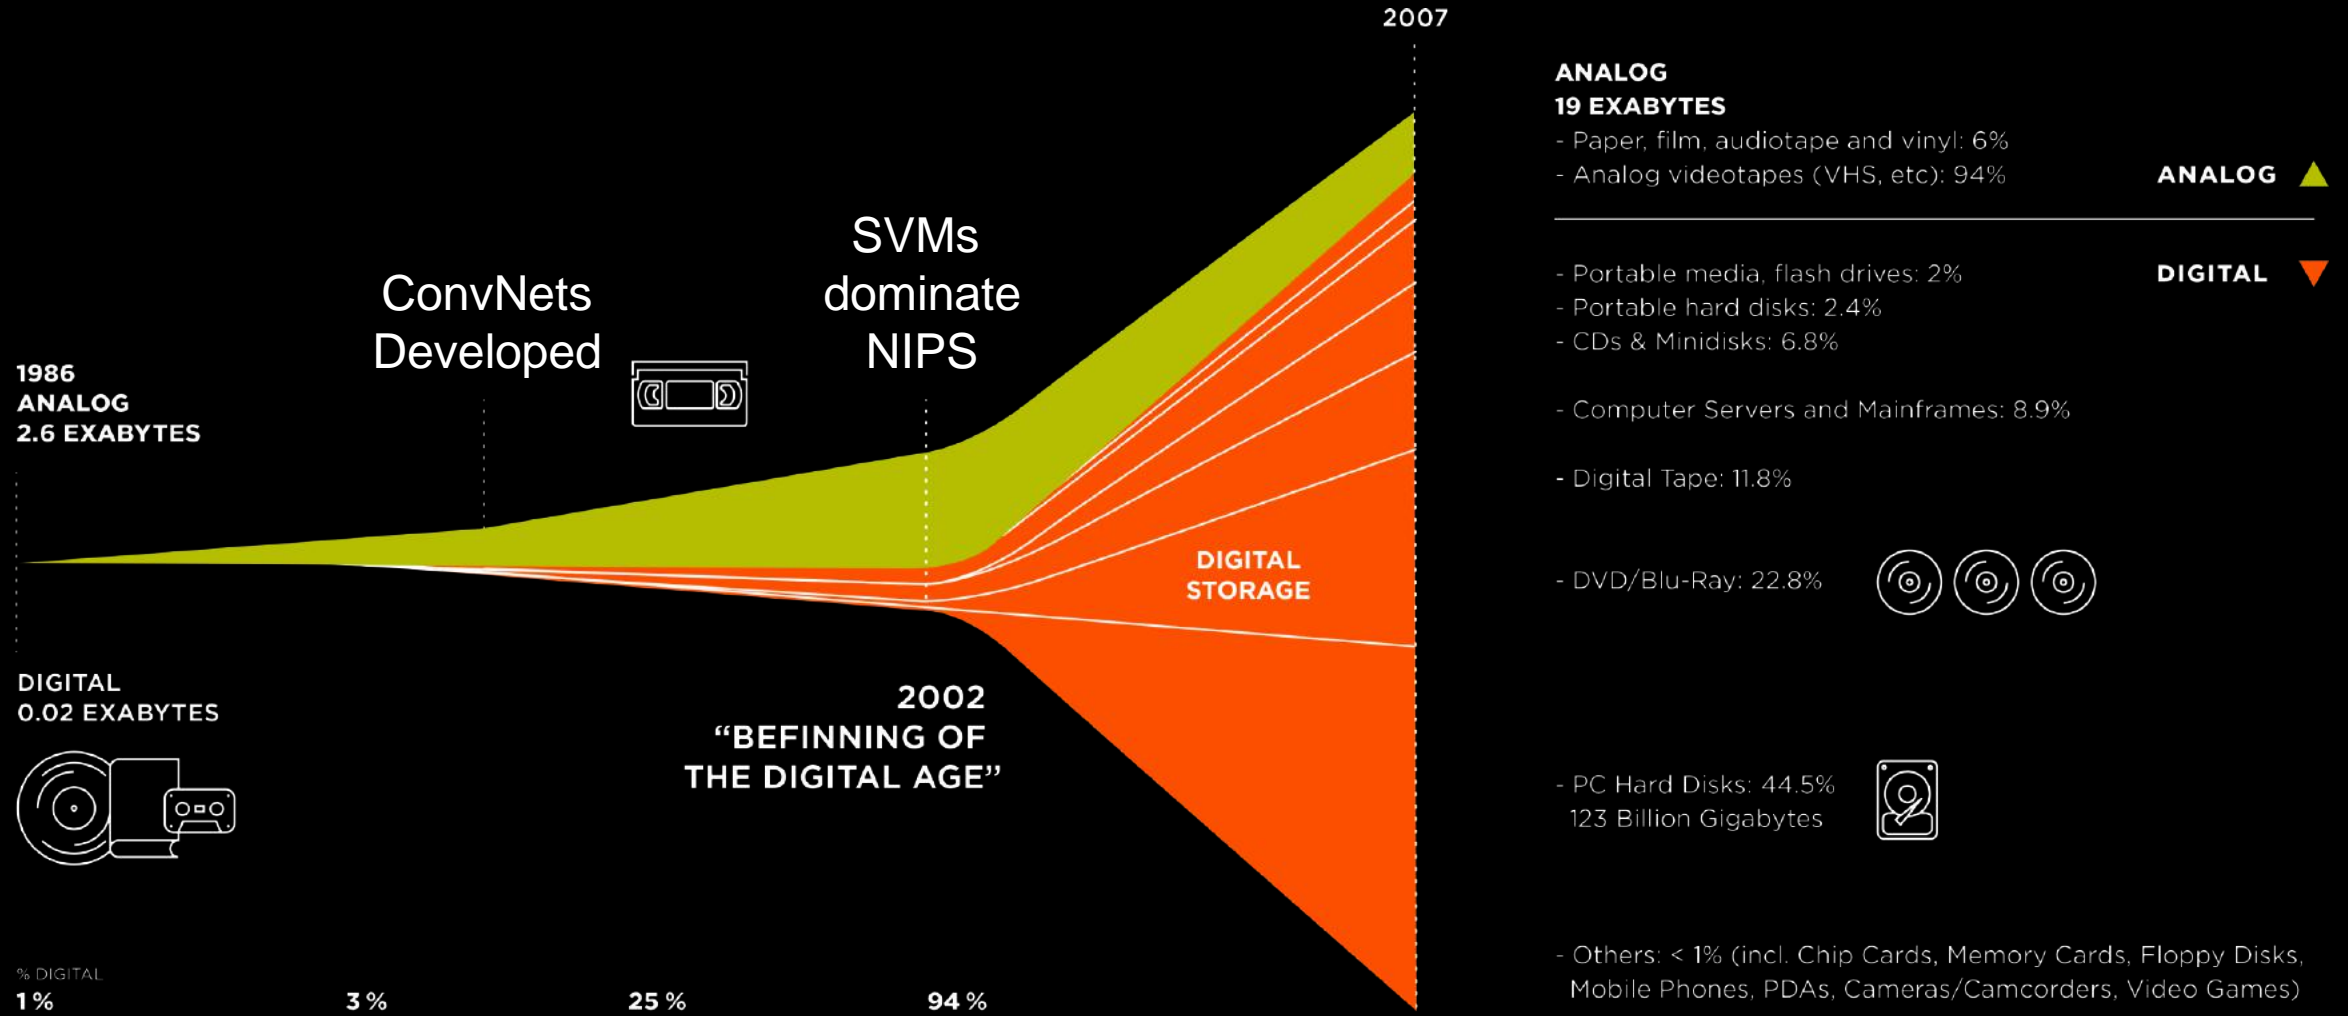 2007
ANALOG
19 EXABYTES
- Paper, film, audiotape and vinyl: 6%
- Analog videotapes (VHS, etc): 94%
ANALOG
SVMs
dominate
NIPS
ConvNets
Developed
- Portable media, flash drives: 2%
DIGITAL
- Portable hard disks: 2.4%
- CDs & Minidisks: 6.8%
1986
ANALOG
2.6 EXABYTES
- Computer Servers and Mainframes: 8.9%
- Digital Tape: 11.8%
DIGITAL
STORAGE
- DVD/Blu-Ray: 22.8%
DIGITAL
0.02 EXABYTES
2002
“BEFINNING OF
THE DIGITAL AGE”
- PC Hard Disks: 44.5%
123 Billion Gigabytes
- Others: < 1% (incl. Chip Cards, Memory Cards, Floppy Disks,
Mobile Phones, PDAs, Cameras/Camcorders, Video Games)
% DIGITAL
1 % 3 % 25 % 94 %